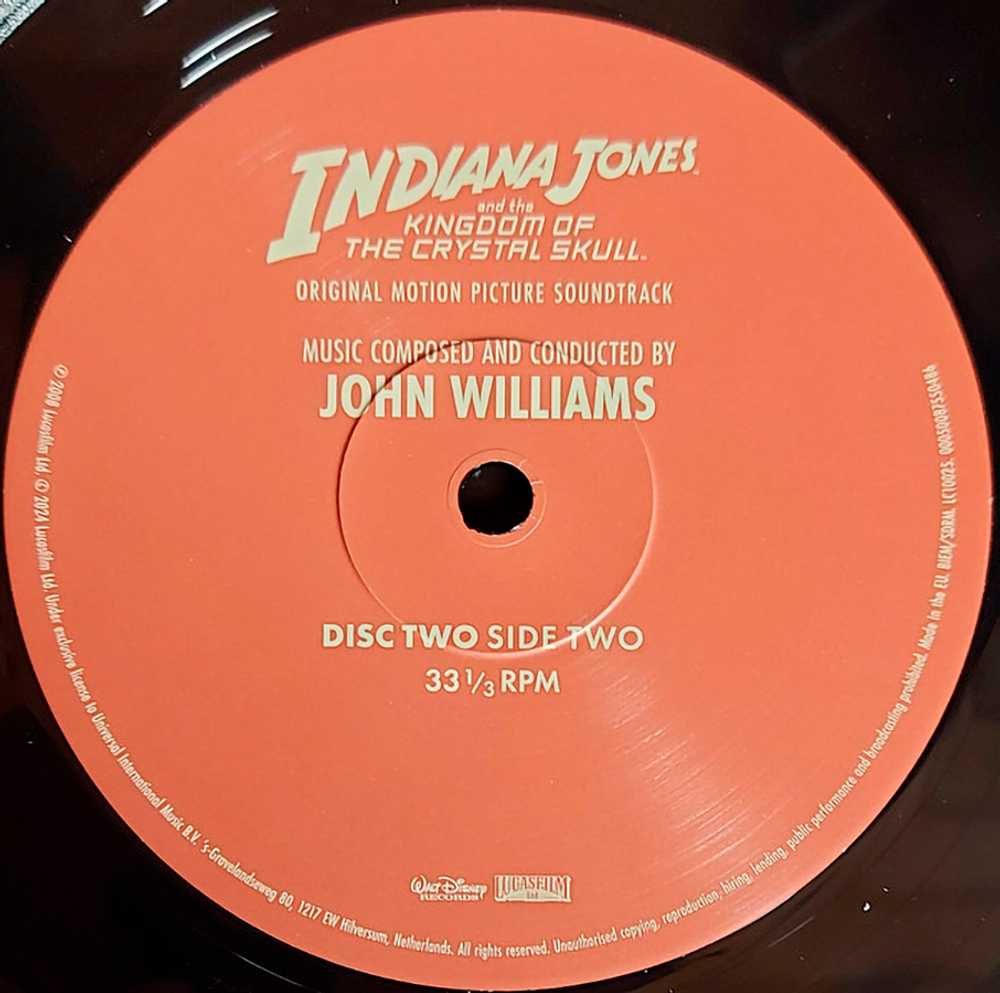 INDIANA JONES
and the
KINGDOM OF
THE CRYSTAL SKULL
ORIGINAL MOTION PICTURE SOUNDTRACK
MUSIC COMPOSED AND CONDUCTED BY
JOHN WILLIAMS
DISC TWO SIDE TWO
33 1/3 RPM
WALT DISNEY RECORDS
LUCASFILM Ltd
℗ 2008 Lucasfilm Ltd. © 2024 Lucasfilm Ltd. Under exclusive license to Universal International Music B.V. 's-Gravelandseweg 80, 1217 EW Hilversum, Netherlands. All rights reserved. Unauthorised copying, reproduction, hiring, lending, public performance and broadcasting prohibited. Made in the EU. BIEM/SDRM. LC10025. 00050087550486